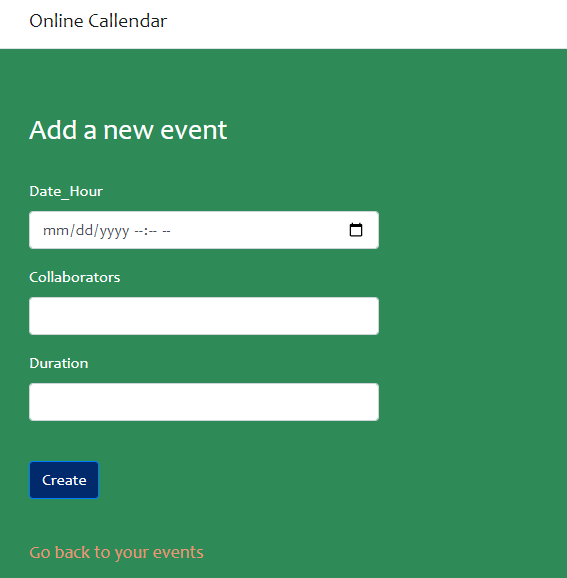 Online Callendar
Add a new event
Date_Hour
mm/dd/yyyy --:-- --
Collaborators
Duration
Create
Go back to your events